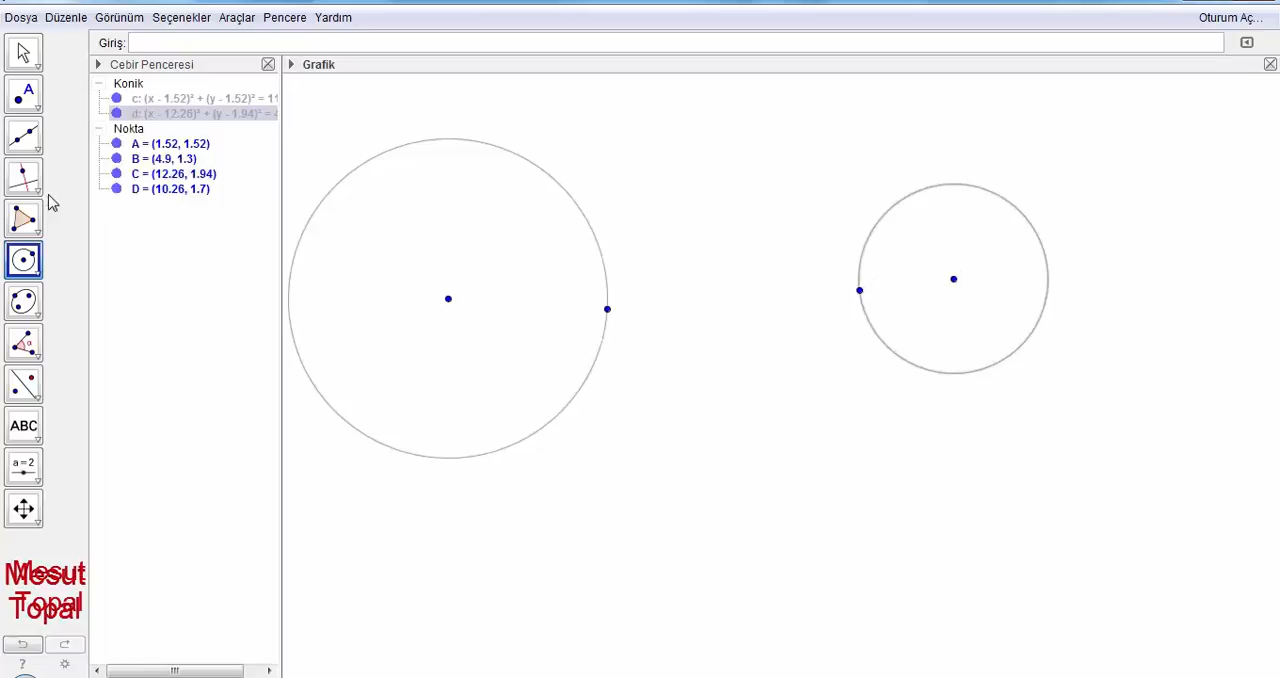 Dosya Düzenle Görünüm Seçenekler Araçlar Pencere Yardım Oturum Aç...
Giriş:
Cebir Penceresi
Grafik
Konik
c: (x - 1.52)² + (y - 1.52)² = 11
d: (x - 12.26)² + (y - 1.94)² = 4
Nokta
A = (1.52, 1.52)
B = (4.9, 1.3)
C = (12.26, 1.94)
D = (10.26, 1.7)
A
α
ABC
a=2
Mesut
Topal
Mesut
Topal
?